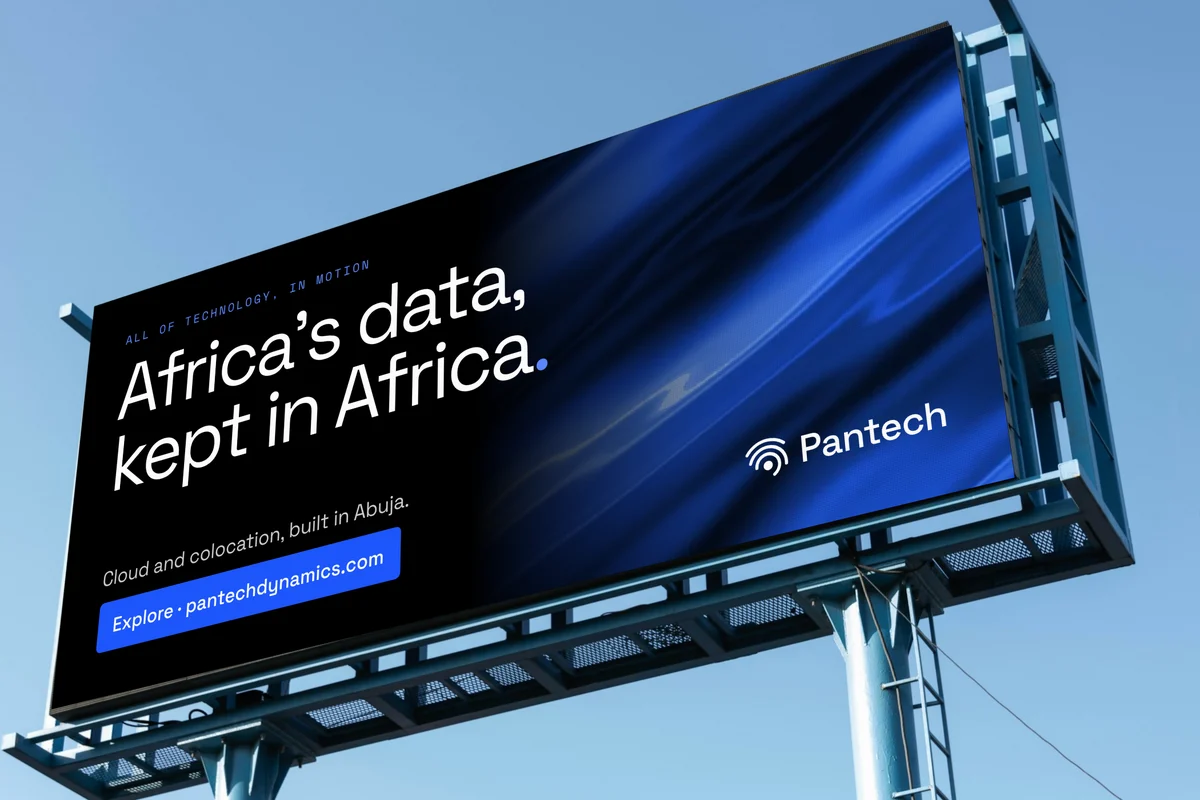 ALL OF TECHNOLOGY, IN MOTION
Africa’s data,
kept in Africa.
Cloud and colocation, built in Abuja.
Explore · pantechdynamics.com
Pantech